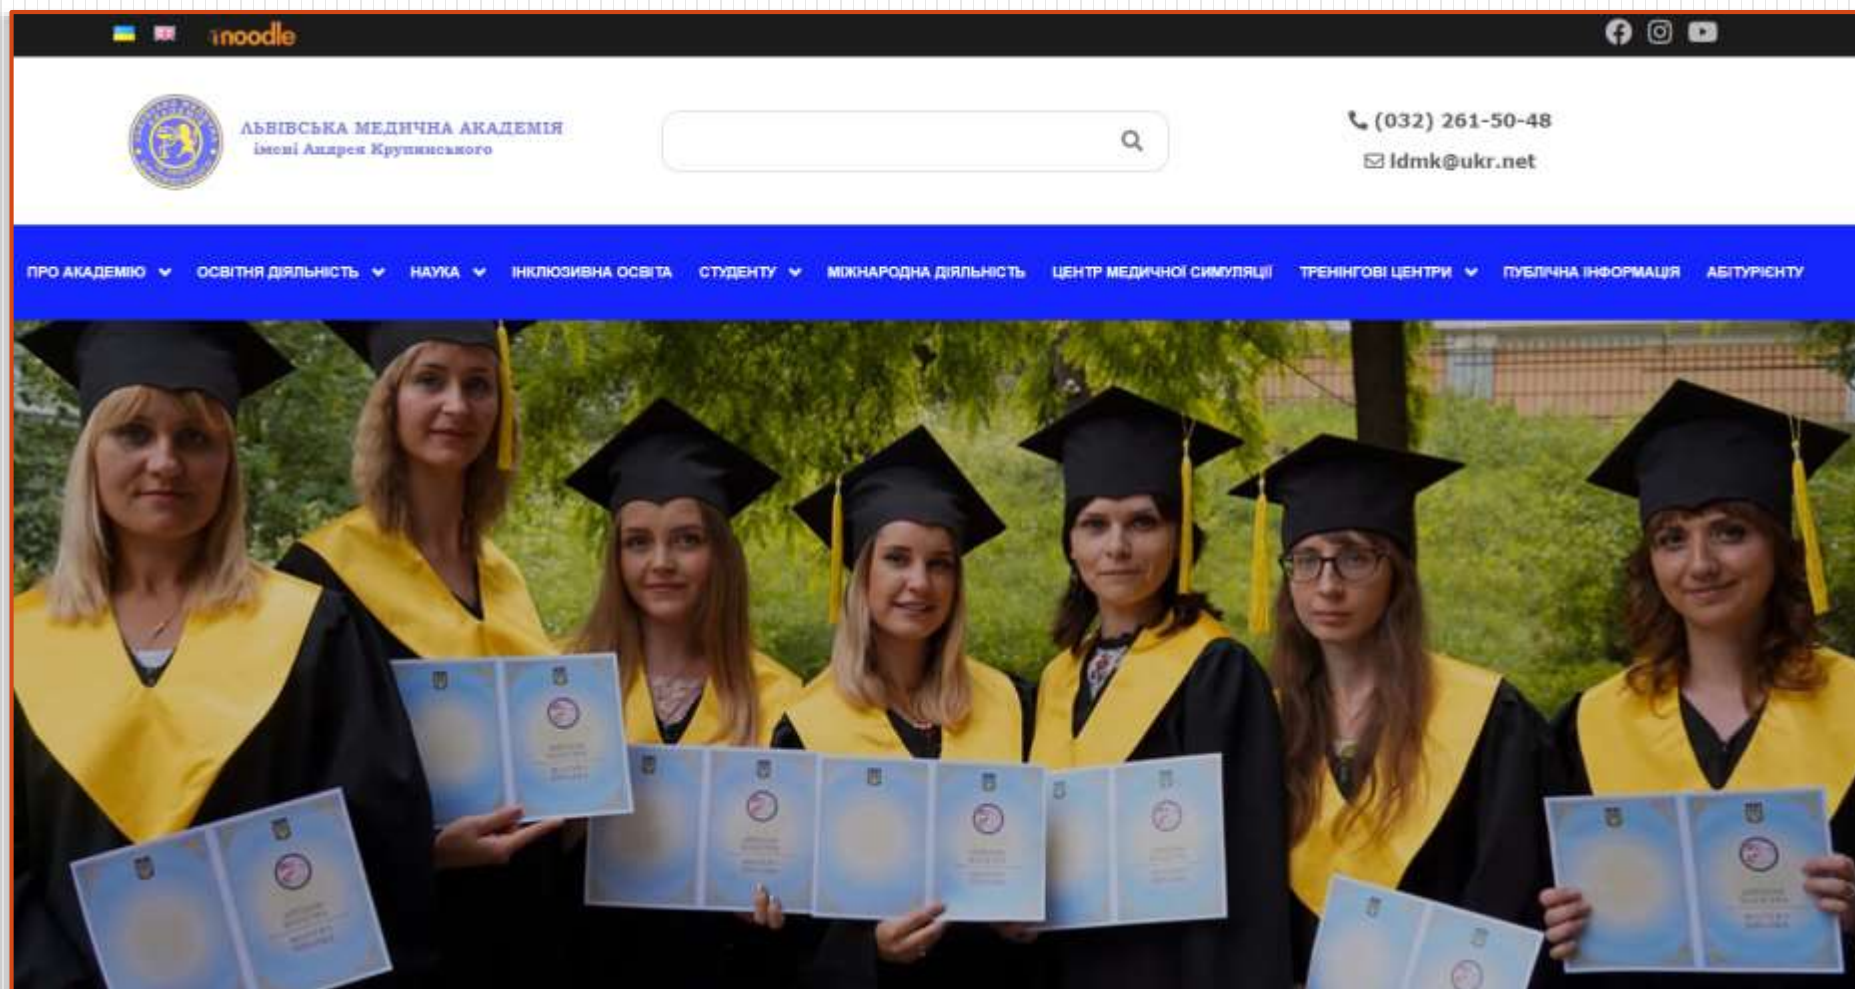 moodle
ЛЬВІВСЬКА МЕДИЧНА АКАДЕМІЯ
імені Андрея Крупинського
(032) 261-50-48
ldmk@ukr.net
ПРО АКАДЕМІЮ ОСВІТНЯ ДІЯЛЬНІСТЬ НАУКА ІНКЛЮЗИВНА ОСВІТА СТУДЕНТУ МІЖНАРОДНА ДІЯЛЬНІСТЬ ЦЕНТР МЕДИЧНОЇ СИМУЛЯЦІЇ ТРЕНІНГОВІ ЦЕНТРИ ПУБЛІЧНА ІНФОРМАЦІЯ АБІТУРІЄНТУ